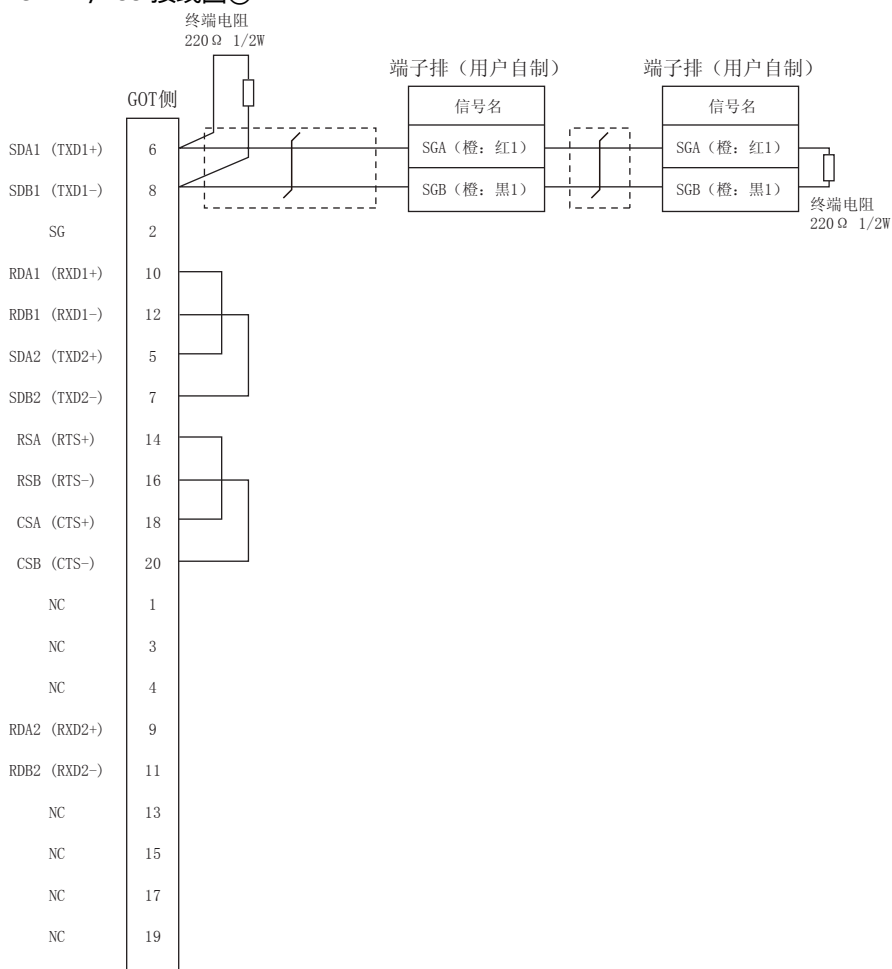 接线图
终端电阻
220Ω 1/2W
端子排（用户自制）
端子排（用户自制）
GOT侧
信号名
信号名
SDA1 (TXD1+) 6
SGA（橙：红1）
SGA（橙：红1）
SDB1 (TXD1-) 8
SGB（橙：黒1）
SGB（橙：黒1）
终端电阻
220Ω 1/2W
SG 2
RDA1 (RXD1+) 10
RDB1 (RXD1-) 12
SDA2 (TXD2+) 5
SDB2 (TXD2-) 7
RSA (RTS+) 14
RSB (RTS-) 16
CSA (CTS+) 18
CSB (CTS-) 20
NC 1
NC 3
NC 4
RDA2 (RXD2+) 9
RDB2 (RXD2-) 11
NC 13
NC 15
NC 17
NC 19